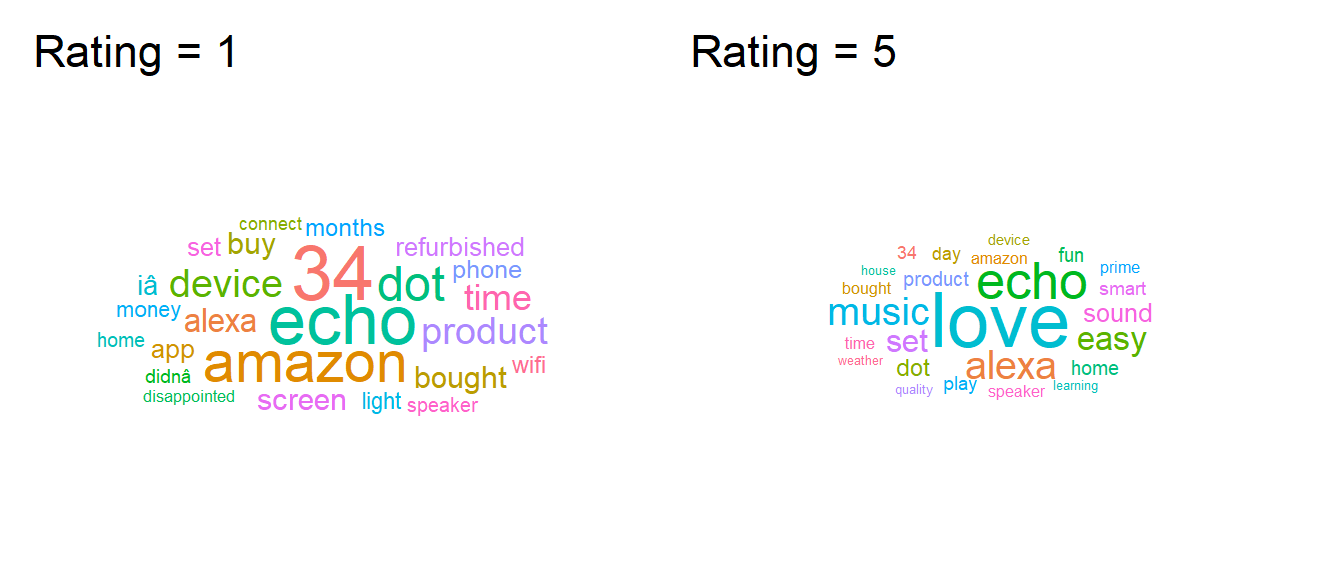 Rating = 1
connect months
set buy refurbished
34
iâ device dot phone
money time
alexa echo product
home app amazon wifi
didnâ bought
disappointed screen light speaker
Rating = 5
device
34 day amazon fun
house echo prime
bought product smart
music love sound
time set easy
weather dot alexa home
quality play speaker learning